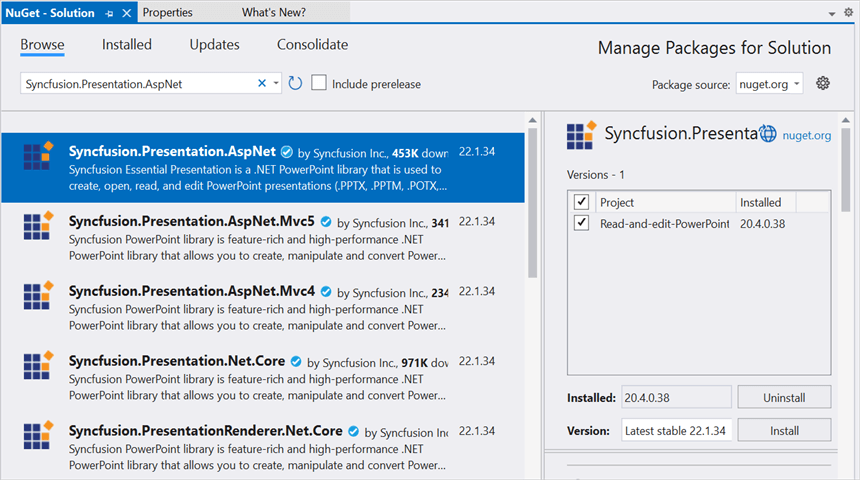 NuGet - Solution
Properties
What's New?
Browse
Installed
Updates
Consolidate
Manage Packages for Solution
Syncfusion.Presentation.AspNet
Include prerelease
Package source: nuget.org
Syncfusion.Presentation.AspNet by Syncfusion Inc., 453K down 22.1.34
Syncfusion Essential Presentation is a .NET PowerPoint library that is used to
create, open, read, and edit PowerPoint presentations (.PPTX, .PPTM, .POTX,...
Syncfusion.Presentation.AspNet.Mvc5 by Syncfusion Inc., 341 22.1.34
Syncfusion PowerPoint library is feature-rich and high-performance .NET
PowerPoint library that allows you to create, manipulate and convert Power...
Syncfusion.Presentation.AspNet.Mvc4 by Syncfusion Inc., 234 22.1.34
Syncfusion PowerPoint library is feature-rich and high-performance .NET
PowerPoint library that allows you to create, manipulate and convert Power...
Syncfusion.Presentation.Net.Core by Syncfusion Inc., 971K dov 22.1.34
Syncfusion PowerPoint library is feature-rich and high-performance .NET
PowerPoint library that allows you to create, manipulate and convert Power...
Syncfusion.PresentationRenderer.Net.Core by Syncfusion Inc 22.1.34
Syncfusion PowerPoint library is feature-rich and high-performance .NET
PowerPoint library that allows you to create, manipulate and convert Power...
Syncfusion.Presenta nuget.org
Versions - 1
Project Installed
Read-and-edit-PowerPoint 20.4.0.38
Installed: 20.4.0.38 Uninstall
Version: Latest stable 22.1.34 Install